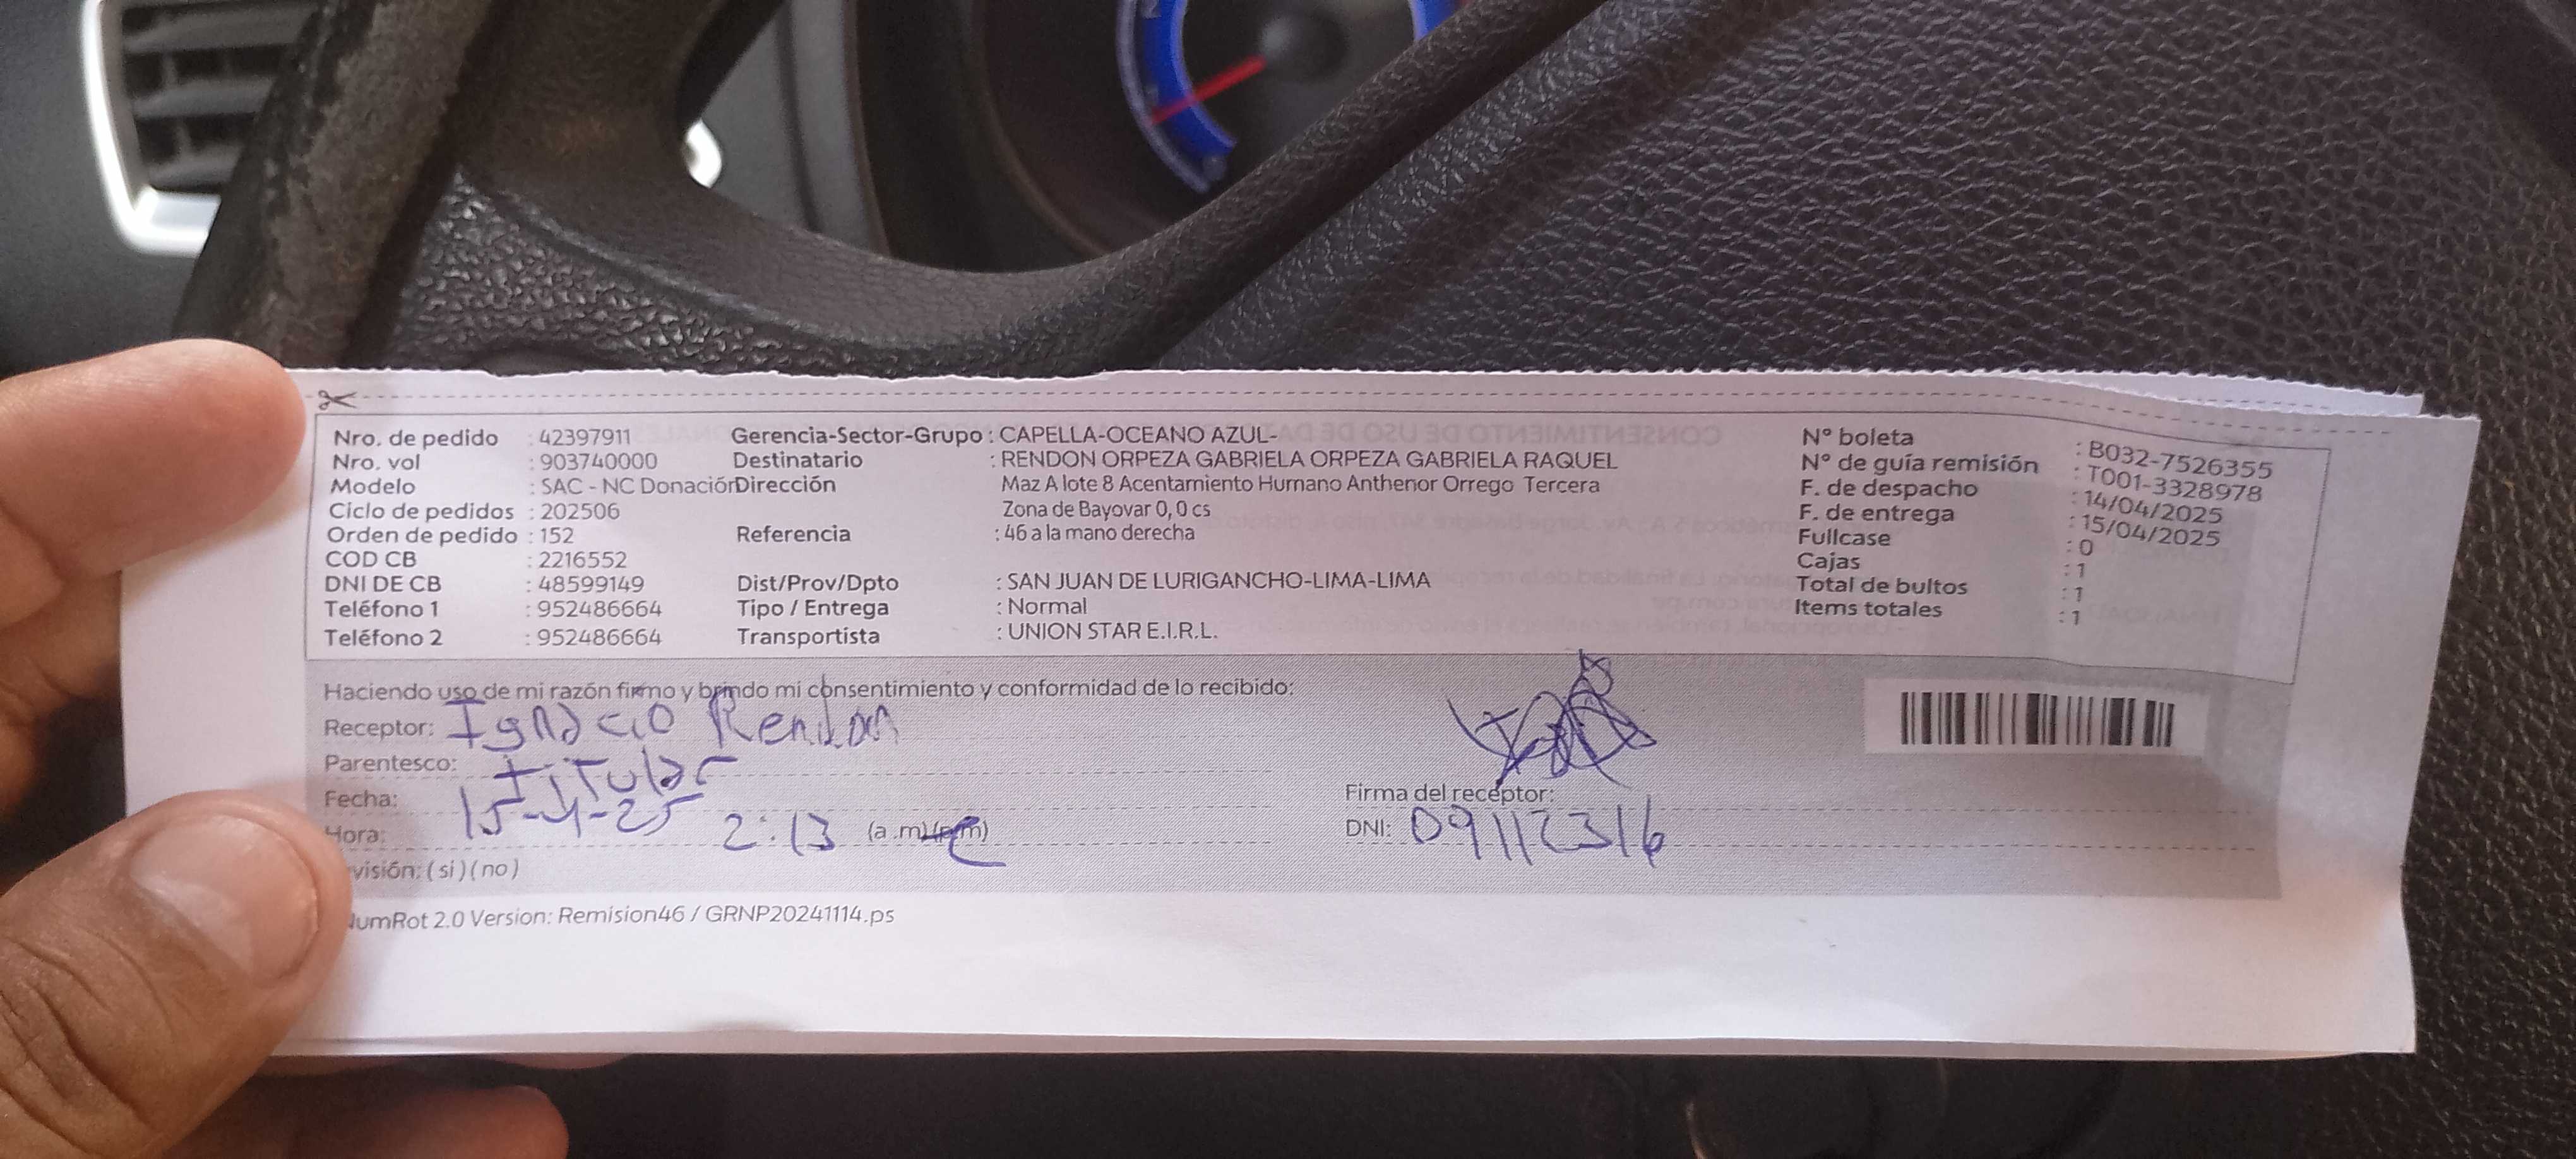 Nro. de pedido : 42397911
Nro. vol : 903740000
Modelo : SAC - NC Donación
Ciclo de pedidos : 202506
Orden de pedido : 152
COD CB : 2216552
DNI DE CB : 48599149
Teléfono 1 : 952486664
Teléfono 2 : 952486664
Gerencia-Sector-Grupo : CAPELLA-OCEANO AZUL-
Destinatario : RENDON ORPEZA GABRIELA ORPEZA GABRIELA RAQUEL
Dirección Maz A lote 8 Acentamiento Humano Anthenor Orrego Tercera
Zona de Bayovar 0, 0 cs
Referencia : 46 a la mano derecha
Dist/Prov/Dpto : SAN JUAN DE LURIGANCHO-LIMA-LIMA
Tipo / Entrega : Normal
Transportista : UNION STAR E.I.R.L.
N° boleta : B032-7526355
N° de guía remisión : T001-3328978
F. de despacho : 14/04/2025
F. de entrega : 15/04/2025
Fullcase : 0
Cajas : 1
Total de bultos : 1
Items totales : 1
Haciendo uso de mi razón firmo y brindo mi consentimiento y conformidad de lo recibido:
Receptor: Ignacio Rendon
Parentesco: titular
Fecha: 15-4-25
Hora: 2:13 (a.m)(p.m)
Firma del receptor:
DNI: 09112316
visión: (si) (no)
NumRot 2.0 Version: Remision46 / GRNP20241114.ps